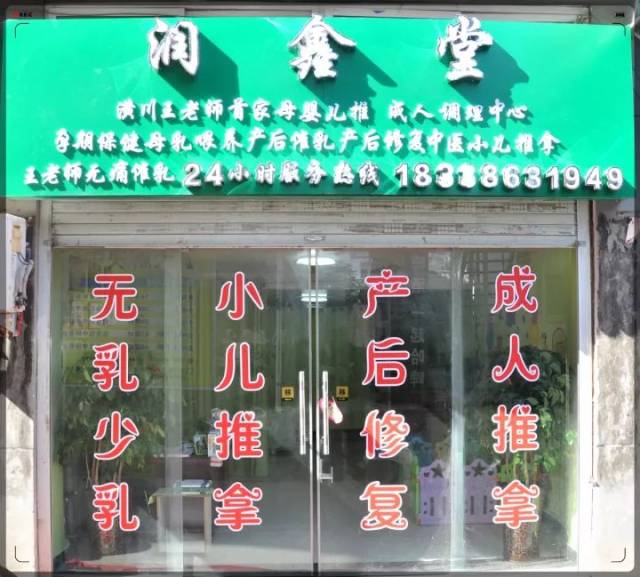 润鑫堂
潢川王老师首家母婴儿推 成人调理中心
孕期保健母乳喂养产后催乳产后修复中医小儿推拿
王老师无痛催乳24小时服务热线 18338631949
无乳少乳
小儿推拿
产后修复
成人推拿